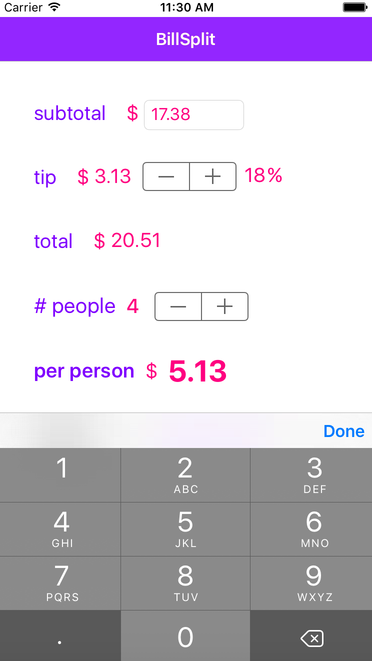 Carrier 11:30 AM
BillSplit
subtotal $ 17.38
tip $ 3.13 − + 18%
total $ 20.51
# people 4 − +
per person $ 5.13
Done
1 2 3
ABC DEF
4 5 6
GHI JKL MNO
7 8 9
PQRS TUV WXYZ
. 0